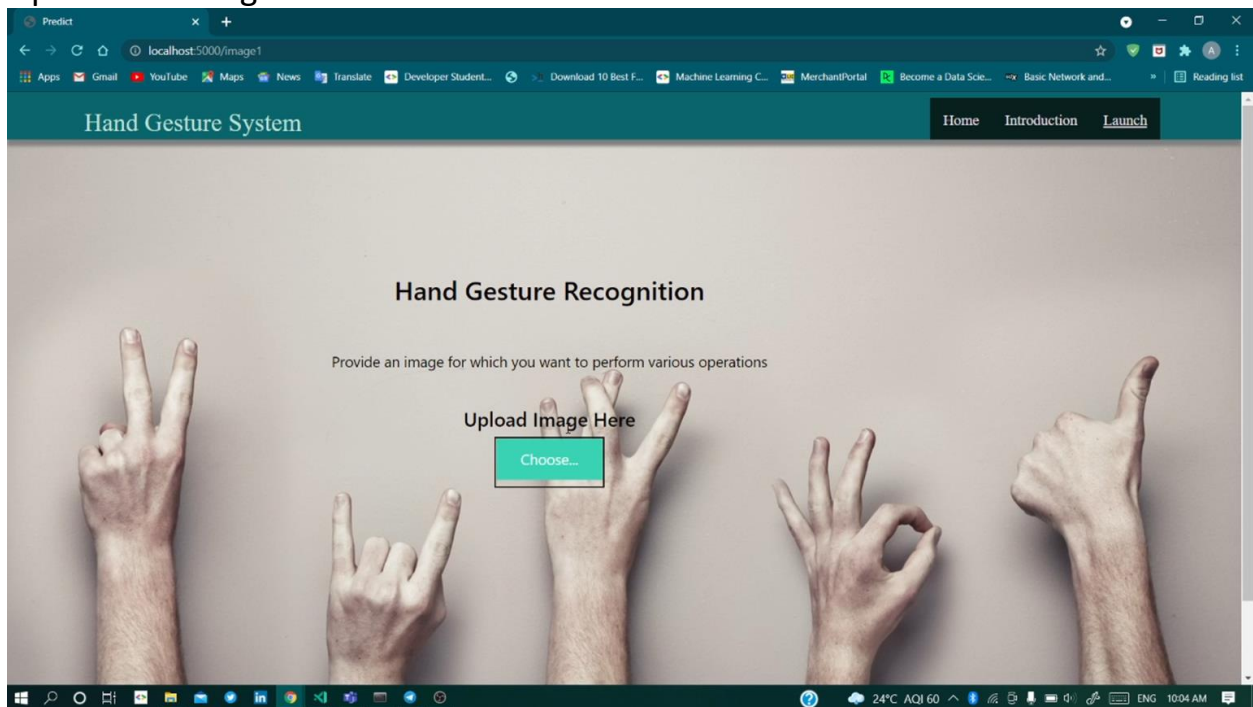 Predict
localhost:5000/image1
Apps Gmail YouTube Maps News Translate Developer Student... Download 10 Best F... Machine Learning C... MerchantPortal Become a Data Scie... Basic Network and... » Reading list
Hand Gesture System Home Introduction Launch
Hand Gesture Recognition
Provide an image for which you want to perform various operations
Upload Image Here
Choose...
24°C AQI 60 ENG 10:04 AM